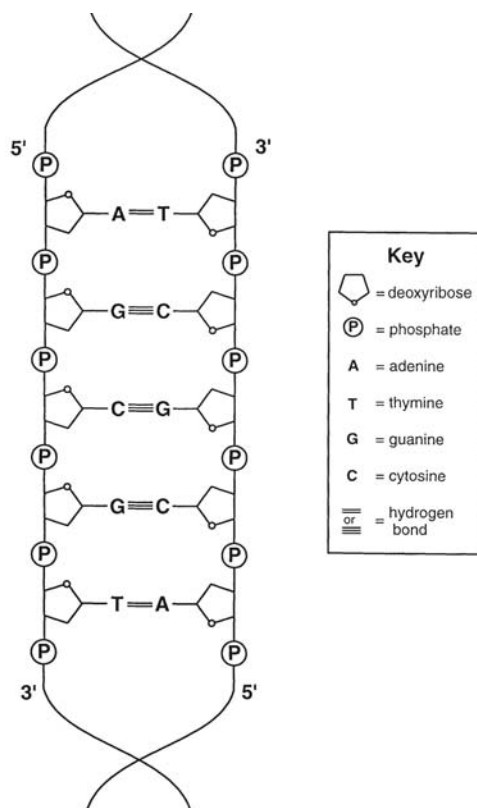 5' 3'
P P
A T
P P
G C
P P
C G
P P
G C
P P
T A
P P
3' 5'
Key
= deoxyribose
P = phosphate
A = adenine
T = thymine
G = guanine
C = cytosine
or = hydrogen
bond